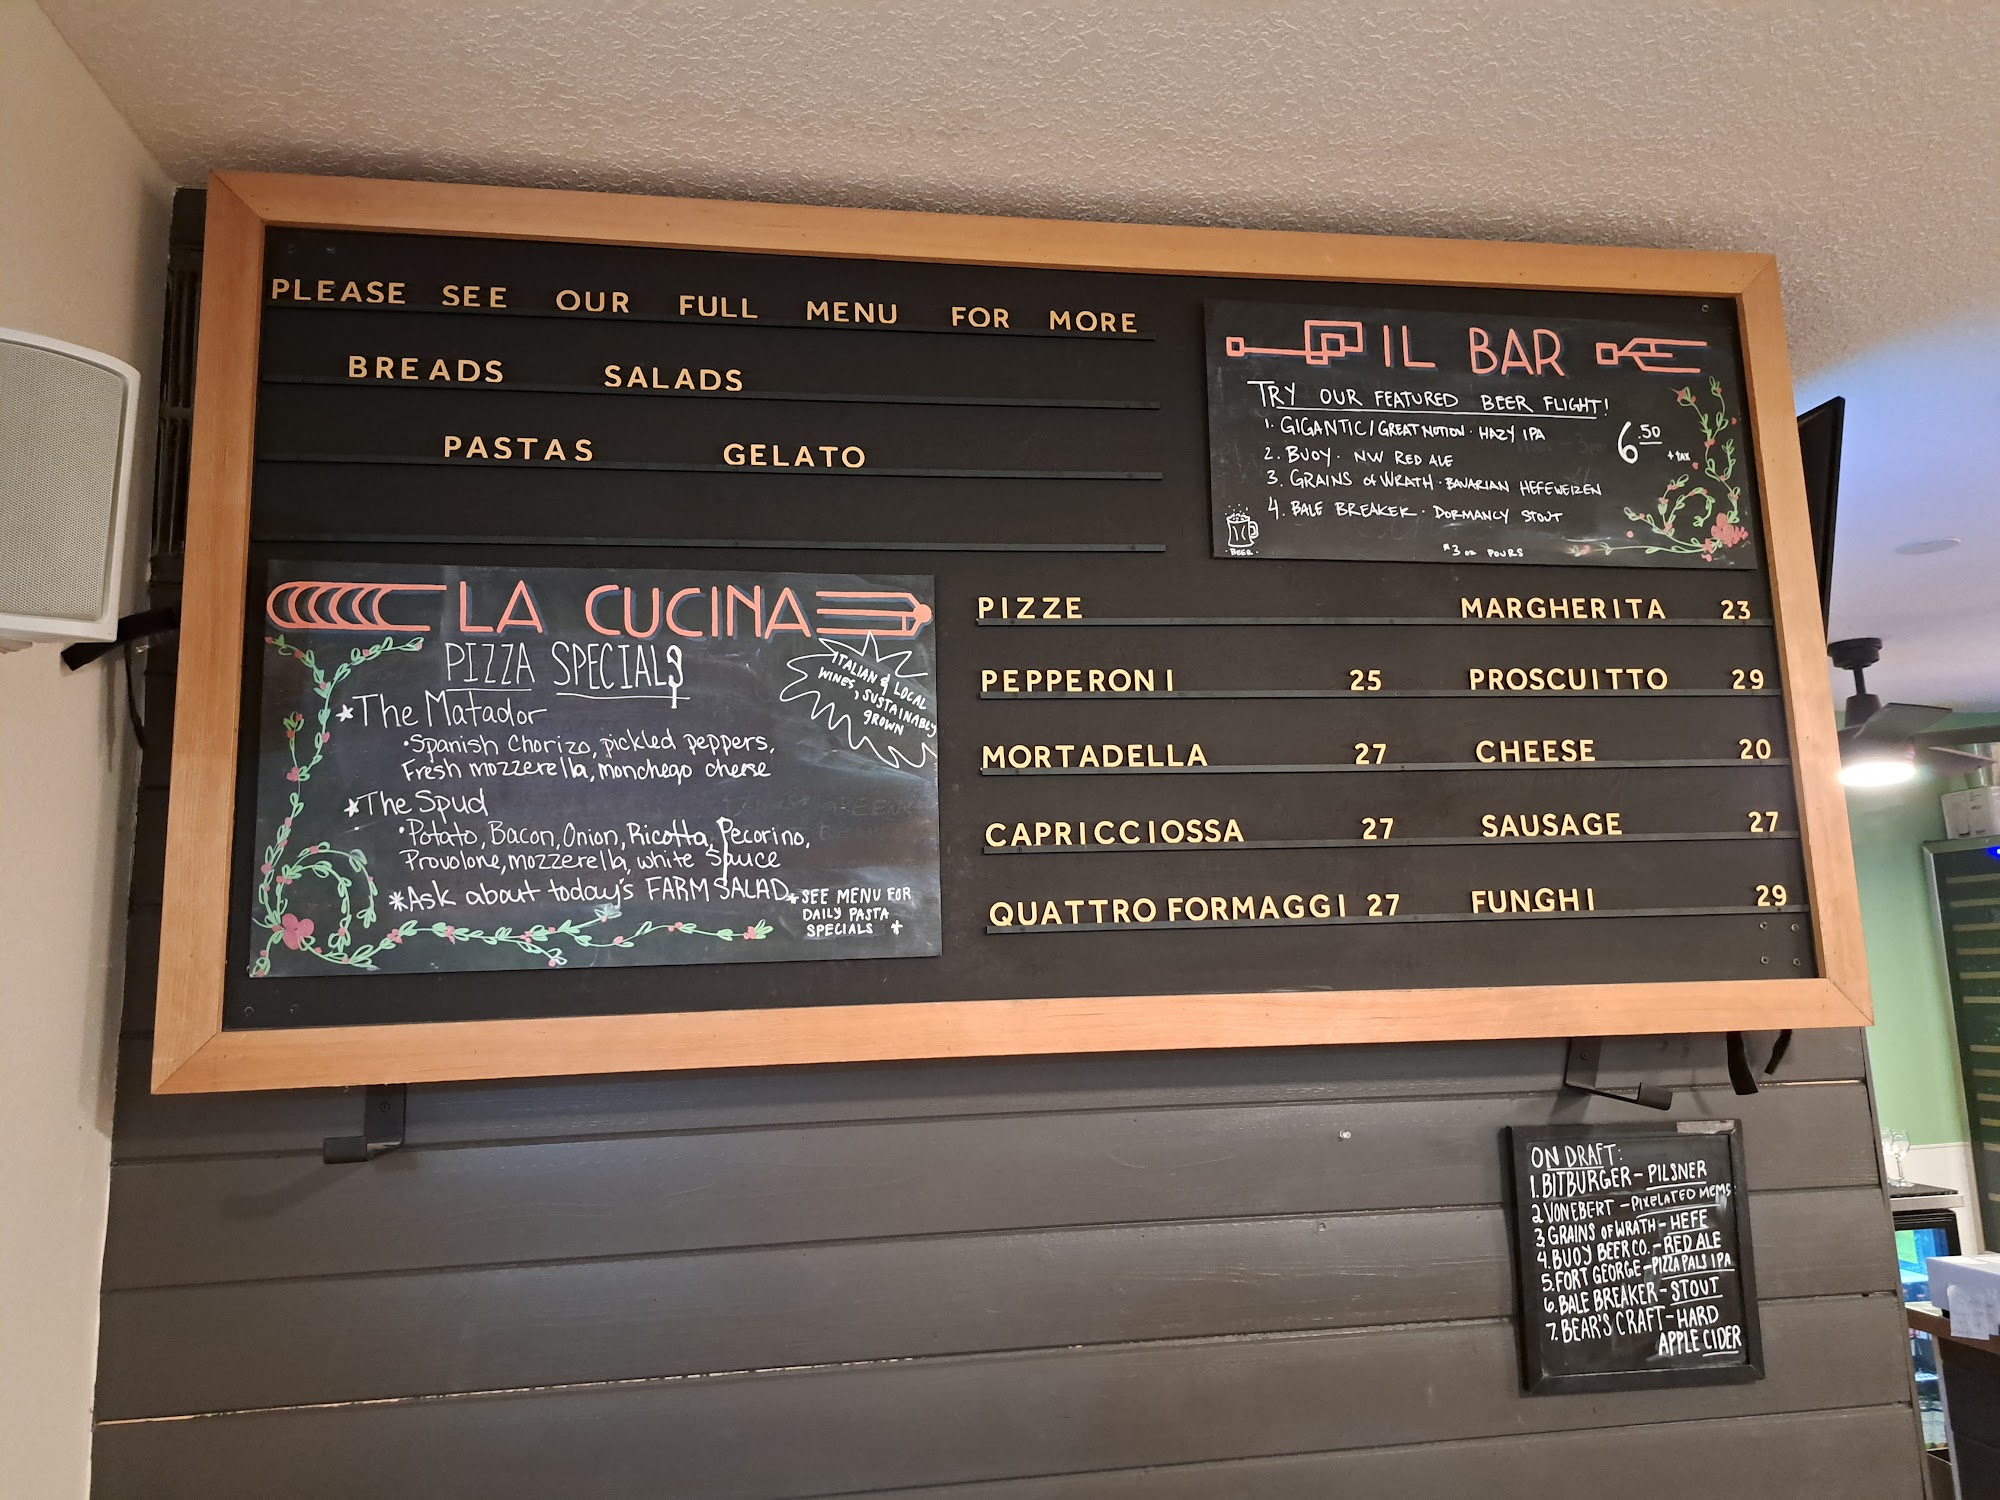 PLEASE SEE OUR FULL MENU FOR MORE
BREADS SALADS
PASTAS GELATO
LA CUCINA
PIZZA SPECIALS
ITALIAN & LOCAL
WINES, SUSTAINABLY
GROWN
*The Matador
•Spanish Chorizo, pickled peppers,
Fresh mozzerella, monchego cheese
*The Spud
•Potato, Bacon, Onion, Ricotta, Pecorino,
Provolone, mozzerella, white Sauce
*Ask about today's FARM SALAD
*SEE MENU FOR
DAILY PASTA
SPECIALS *
IL BAR
TRY OUR FEATURED BEER FLIGHT!
1. GIGANTIC/GREAT NOTION • HAZY IPA
6.50
+TAX
2. BUOY • NW RED ALE
3. GRAINS of WRATH • BAVARIAN HEFEWEIZEN
4. BALE BREAKER • DORMANCY STOUT
•BEER•
*3 oz POURS
PIZZE MARGHERITA 23
PEPPERONI 25 PROSCUITTO 29
MORTADELLA 27 CHEESE 20
CAPRICCIOSSA 27 SAUSAGE 27
QUATTRO FORMAGGI 27 FUNGHI 29
ON DRAFT:
1. BITBURGER - PILSNER
2 VONEBERT - PIXELATED MEMS.
3 GRAINS of WRATH - HEFE
4. BUOY BEER CO. - RED ALE
5. FORT GEORGE - PIZZA PALS IPA
6. BALE BREAKER - STOUT
7. BEAR'S CRAFT - HARD
APPLE CIDER